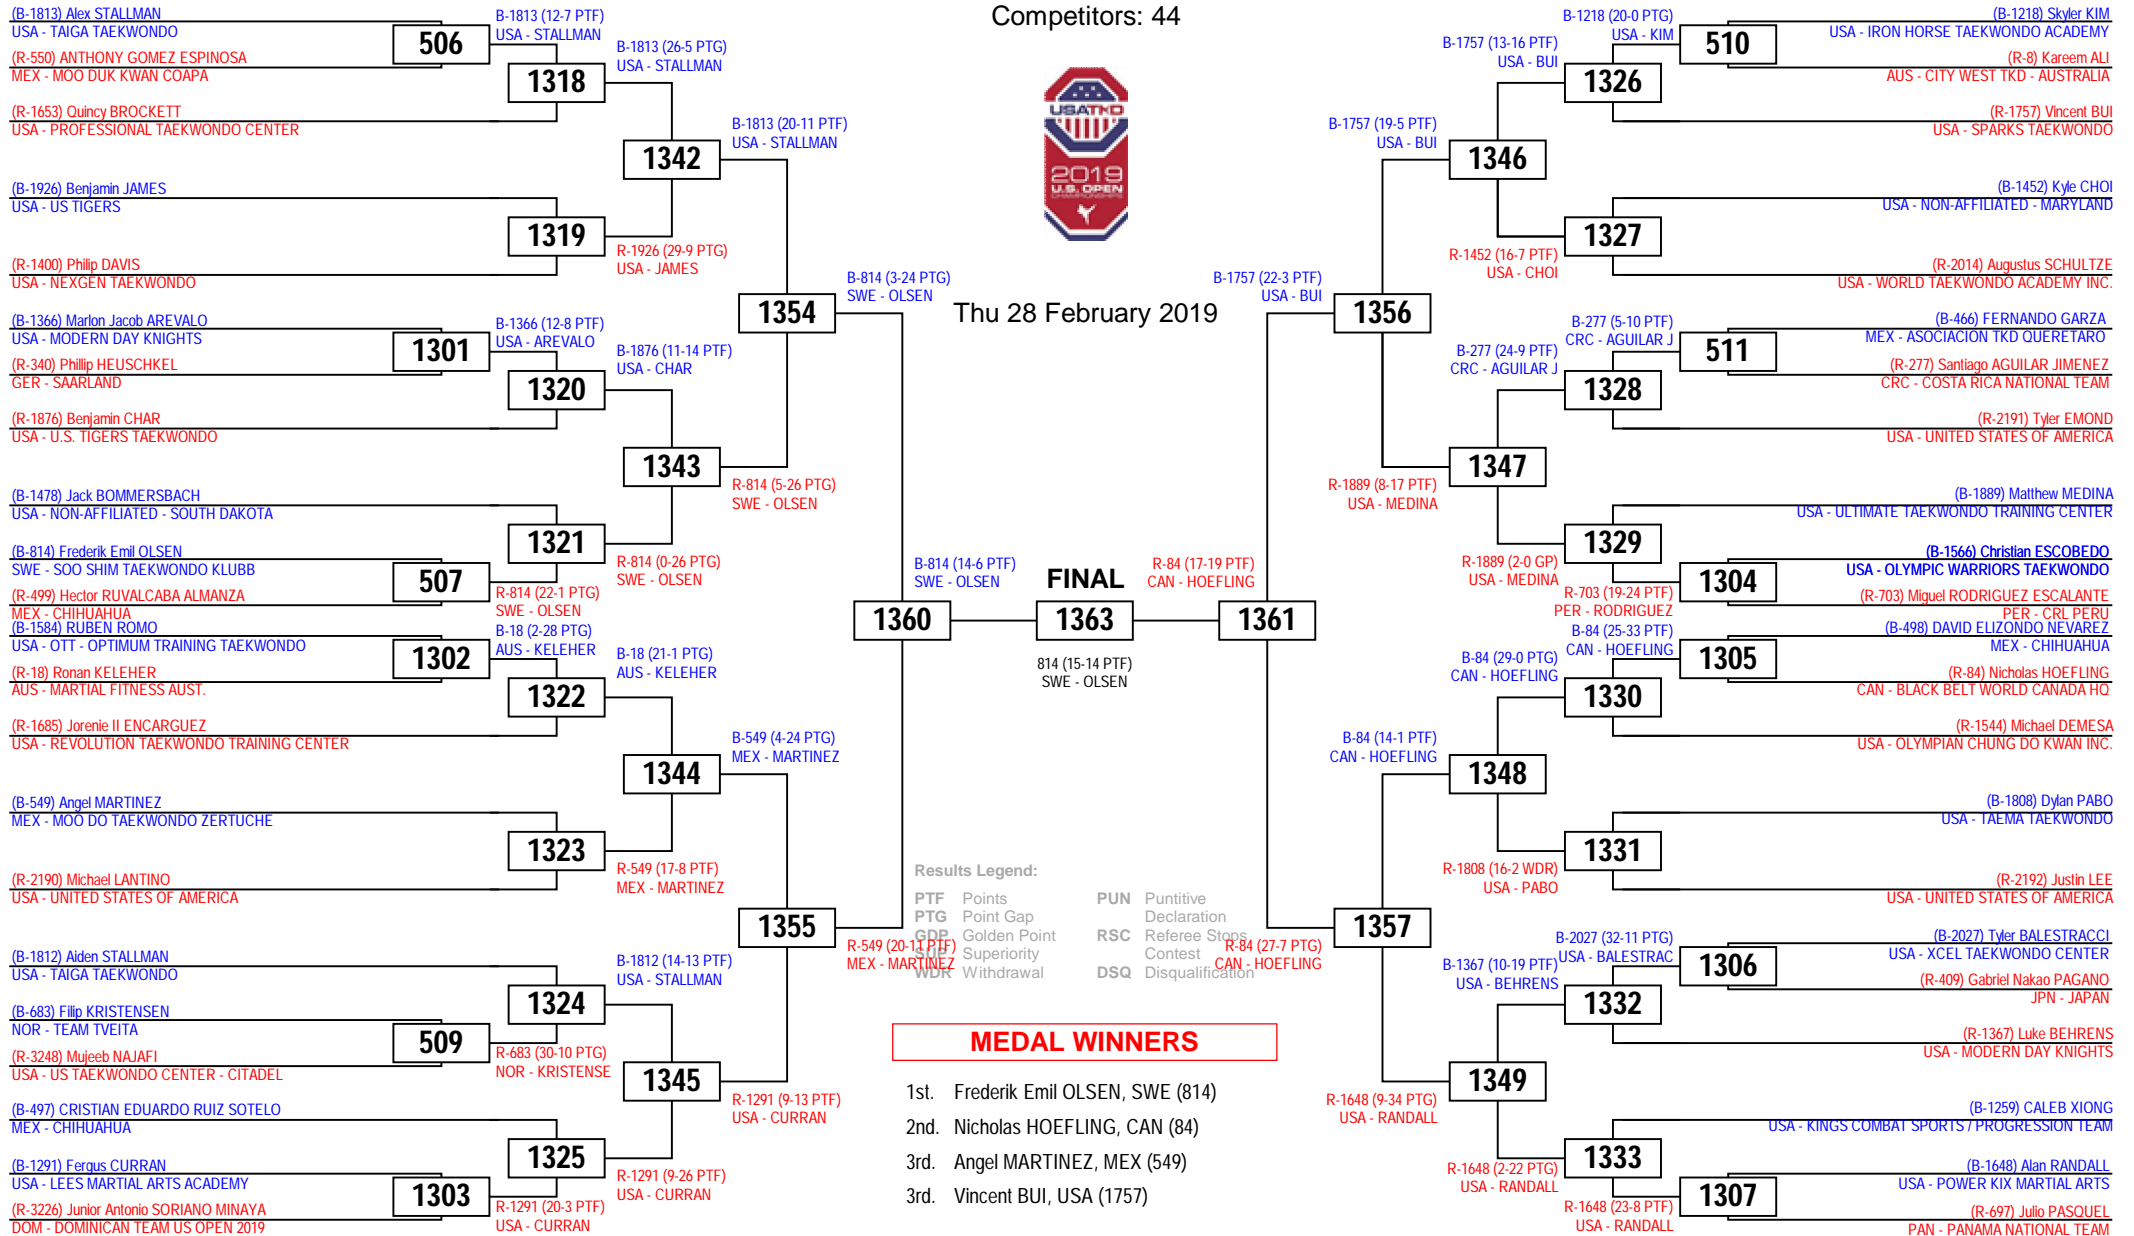 Competitors: 44
USATKD
2019
U.S. OPEN
CHAMPIONSHIPS
Thu 28 February 2019
(B-1813) Alex STALLMAN
USA - TAIGA TAEKWONDO
(R-550) ANTHONY GOMEZ ESPINOSA
MEX - MOO DUK KWAN COAPA
(R-1653) Quincy BROCKETT
USA - PROFESSIONAL TAEKWONDO CENTER
(B-1926) Benjamin JAMES
USA - US TIGERS
(R-1400) Philip DAVIS
USA - NEXGEN TAEKWONDO
(B-1366) Marlon Jacob AREVALO
USA - MODERN DAY KNIGHTS
(R-340) Phillip HEUSCHKEL
GER - SAARLAND
(R-1876) Benjamin CHAR
USA - U.S. TIGERS TAEKWONDO
(B-1478) Jack BOMMERSBACH
USA - NON-AFFILIATED - SOUTH DAKOTA
(B-814) Frederik Emil OLSEN
SWE - SOO SHIM TAEKWONDO KLUBB
(R-499) Hector RUVALCABA ALMANZA
MEX - CHIHUAHUA
(B-1584) RUBEN ROMO
USA - OTT - OPTIMUM TRAINING TAEKWONDO
(R-18) Ronan KELEHER
AUS - MARTIAL FITNESS AUST.
(R-1685) Jorenie II ENCARGUEZ
USA - REVOLUTION TAEKWONDO TRAINING CENTER
(B-549) Angel MARTINEZ
MEX - MOO DO TAEKWONDO ZERTUCHE
(R-2190) Michael LANTINO
USA - UNITED STATES OF AMERICA
(B-1812) Aiden STALLMAN
USA - TAIGA TAEKWONDO
(B-683) Filip KRISTENSEN
NOR - TEAM TVEITA
(R-3248) Mujeeb NAJAFI
USA - US TAEKWONDO CENTER - CITADEL
(B-497) CRISTIAN EDUARDO RUIZ SOTELO
MEX - CHIHUAHUA
(B-1291) Fergus CURRAN
USA - LEES MARTIAL ARTS ACADEMY
(R-3226) Junior Antonio SORIANO MINAYA
DOM - DOMINICAN TEAM US OPEN 2019
506
1301
507
1302
509
1303
B-1813 (12-7 PTF)
USA - STALLMAN
B-1366 (12-8 PTF)
USA - AREVALO
R-814 (22-1 PTG)
SWE - OLSEN
B-18 (2-28 PTG)
AUS - KELEHER
R-683 (30-10 PTG)
NOR - KRISTENSE
R-1291 (20-3 PTF)
USA - CURRAN
1318
1319
1320
1321
1322
1323
1324
1325
B-1813 (26-5 PTG)
USA - STALLMAN
R-1926 (29-9 PTG)
USA - JAMES
B-1876 (11-14 PTF)
USA - CHAR
R-814 (0-26 PTG)
SWE - OLSEN
B-18 (21-1 PTG)
AUS - KELEHER
R-549 (17-8 PTF)
MEX - MARTINEZ
B-1812 (14-13 PTF)
USA - STALLMAN
R-1291 (9-26 PTF)
USA - CURRAN
1342
1343
1344
1345
B-1813 (20-11 PTF)
USA - STALLMAN
R-814 (5-26 PTG)
SWE - OLSEN
B-549 (4-24 PTG)
MEX - MARTINEZ
R-1291 (9-13 PTF)
USA - CURRAN
1354
1355
B-814 (3-24 PTG)
SWE - OLSEN
R-549 (20-11 PTF)
MEX - MARTINEZ
1360
B-814 (14-6 PTF)
SWE - OLSEN
FINAL
1363
814 (15-14 PTF)
SWE - OLSEN
R-84 (17-19 PTF)
CAN - HOEFLING
1361
B-1757 (22-3 PTF)
USA - BUI
R-84 (27-7 PTG)
CAN - HOEFLING
1356
1357
B-1757 (19-5 PTF)
USA - BUI
R-1889 (8-17 PTF)
USA - MEDINA
B-84 (14-1 PTF)
CAN - HOEFLING
R-1648 (9-34 PTG)
USA - RANDALL
1346
1347
1348
1349
B-1757 (13-16 PTF)
USA - BUI
R-1452 (16-7 PTF)
USA - CHOI
B-277 (24-9 PTF)
CRC - AGUILAR J
R-1889 (2-0 GP)
USA - MEDINA
B-84 (29-0 PTG)
CAN - HOEFLING
R-1808 (16-2 WDR)
USA - PABO
B-1367 (10-19 PTF)
USA - BEHRENS
R-1648 (2-22 PTG)
USA - RANDALL
1326
1327
1328
1329
1330
1331
1332
1333
B-1218 (20-0 PTG)
USA - KIM
B-277 (5-10 PTF)
CRC - AGUILAR J
R-703 (19-24 PTF)
PER - RODRIGUEZ
B-84 (25-33 PTF)
CAN - HOEFLING
B-2027 (32-11 PTG)
USA - BALESTRAC
R-1648 (23-8 PTF)
USA - RANDALL
510
511
1304
1305
1306
1307
(B-1218) Skyler KIM
USA - IRON HORSE TAEKWONDO ACADEMY
(R-8) Kareem ALI
AUS - CITY WEST TKD - AUSTRALIA
(R-1757) Vincent BUI
USA - SPARKS TAEKWONDO
(B-1452) Kyle CHOI
USA - NON-AFFILIATED - MARYLAND
(R-2014) Augustus SCHULTZE
USA - WORLD TAEKWONDO ACADEMY INC.
(B-466) FERNANDO GARZA
MEX - ASOCIACION TKD QUERETARO
(R-277) Santiago AGUILAR JIMENEZ
CRC - COSTA RICA NATIONAL TEAM
(R-2191) Tyler EMOND
USA - UNITED STATES OF AMERICA
(B-1889) Matthew MEDINA
USA - ULTIMATE TAEKWONDO TRAINING CENTER
(B-1566) Christian ESCOBEDO
USA - OLYMPIC WARRIORS TAEKWONDO
(R-703) Miguel RODRIGUEZ ESCALANTE
PER - CRL PERU
(B-498) DAVID ELIZONDO NEVAREZ
MEX - CHIHUAHUA
(R-84) Nicholas HOEFLING
CAN - BLACK BELT WORLD CANADA HQ
(R-1544) Michael DEMESA
USA - OLYMPIAN CHUNG DO KWAN INC.
(B-1808) Dylan PABO
USA - TAEMA TAEKWONDO
(R-2192) Justin LEE
USA - UNITED STATES OF AMERICA
(B-2027) Tyler BALESTRACCI
USA - XCEL TAEKWONDO CENTER
(R-409) Gabriel Nakao PAGANO
JPN - JAPAN
(R-1367) Luke BEHRENS
USA - MODERN DAY KNIGHTS
(B-1259) CALEB XIONG
USA - KINGS COMBAT SPORTS / PROGRESSION TEAM
(B-1648) Alan RANDALL
USA - POWER KIX MARTIAL ARTS
(R-697) Julio PASQUEL
PAN - PANAMA NATIONAL TEAM
Results Legend:
PTF Points
PTG Point Gap
GDP Golden Point
SUP Superiority
WDR Withdrawal
PUN Puntitive
Declaration
RSC Referee Stops
Contest
DSQ Disqualification
MEDAL WINNERS
1st. Frederik Emil OLSEN, SWE (814)
2nd. Nicholas HOEFLING, CAN (84)
3rd. Angel MARTINEZ, MEX (549)
3rd. Vincent BUI, USA (1757)